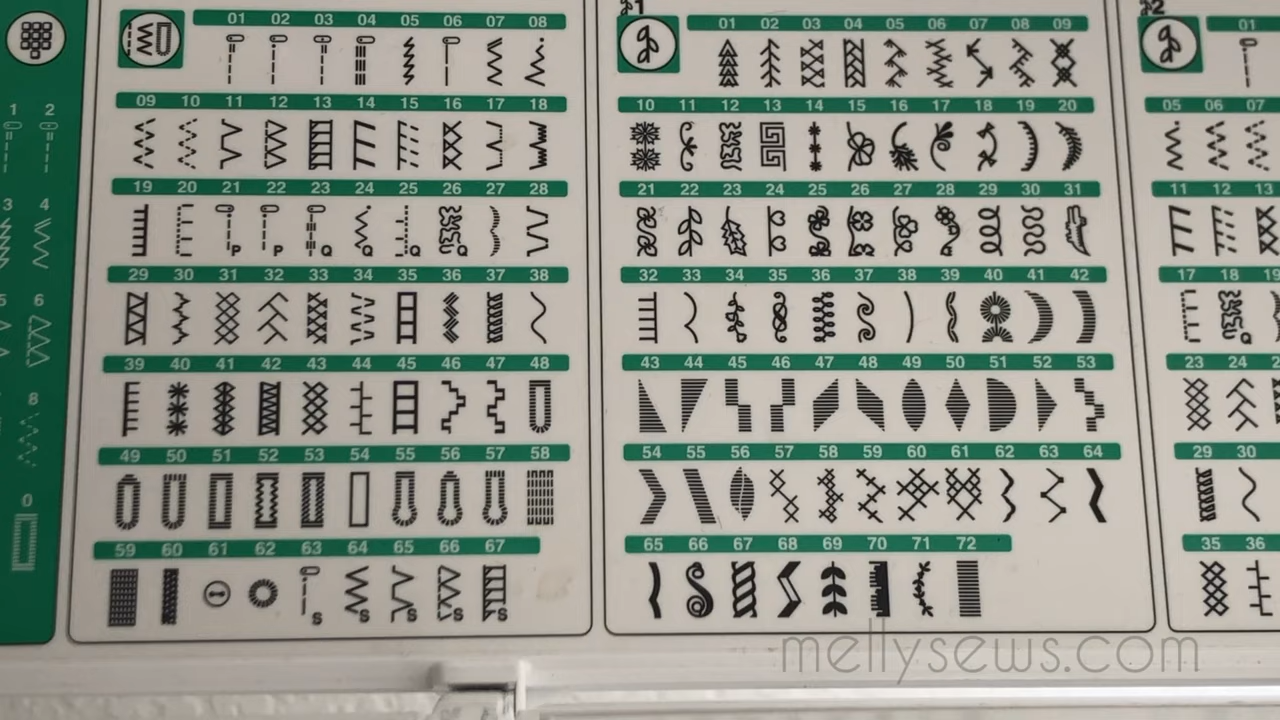 01 02 03 04 05 06 07 08
09 10 11 12 13 14 15 16 17 18
19 20 21 22 23 24 25 26 27 28
P P Q Q Q Q
29 30 31 32 33 34 35 36 37 38
39 40 41 42 43 44 45 46 47 48
49 50 51 52 53 54 55 56 57 58
59 60 61 62 63 64 65 66 67
S S S S S
1
01 02 03 04 05 06 07 08 09
10 11 12 13 14 15 16 17 18 19 20
21 22 23 24 25 26 27 28 29 30 31
32 33 34 35 36 37 38 39 40 41 42
43 44 45 46 47 48 49 50 51 52 53
54 55 56 57 58 59 60 61 62 63 64
65 66 67 68 69 70 71 72
2
01
05 06 07
11 12 13
17 18
Q
23 24
29 30
35 36
1 2
3 4
6
8
0
mellysews.com